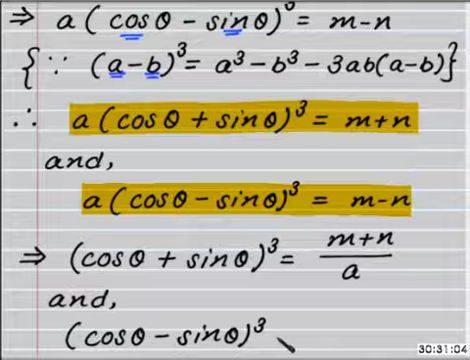 ⇒ a(cosθ - sinθ)³ = m-n
{∵ (a-b)³ = a³-b³-3ab(a-b)}
∴ a(cosθ + sinθ)³ = m+n
and,
a(cosθ - sinθ)³ = m-n
⇒ (cosθ + sinθ)³ = (m+n)/a
and,
(cosθ - sinθ)³
30:31:04